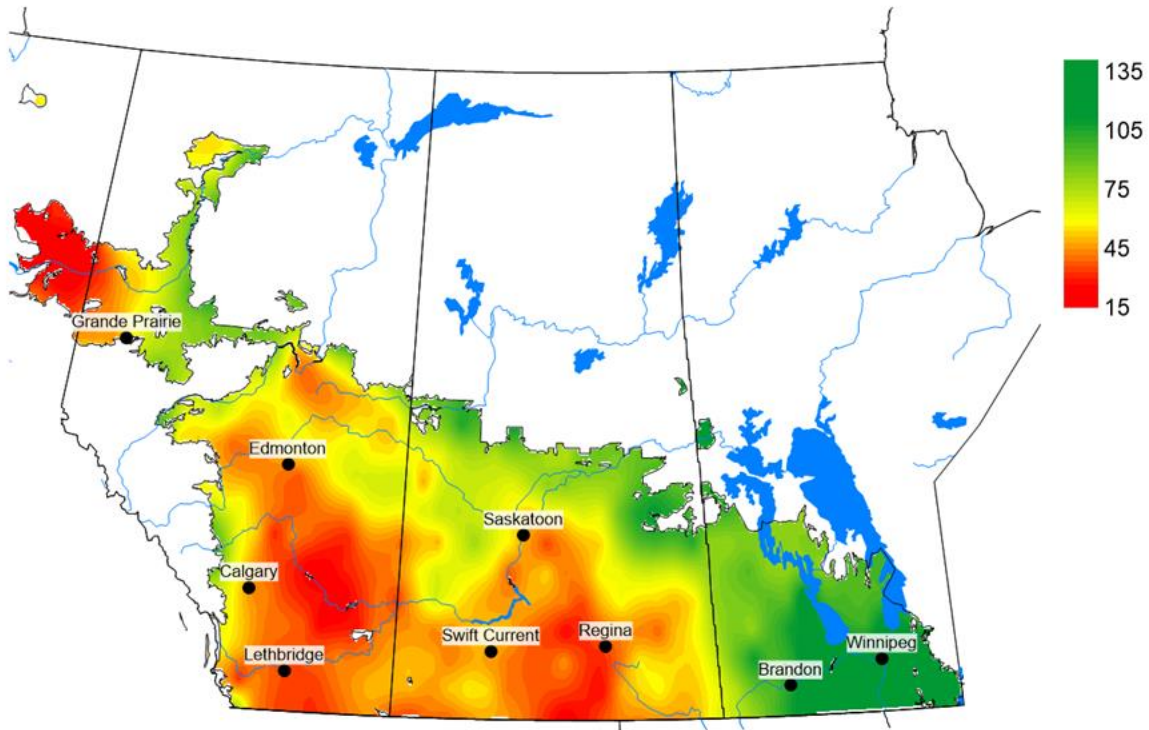 135
105
75
45
15
Grande Prairie
Edmonton
Saskatoon
Calgary
Swift Current
Regina
Lethbridge
Winnipeg
Brandon